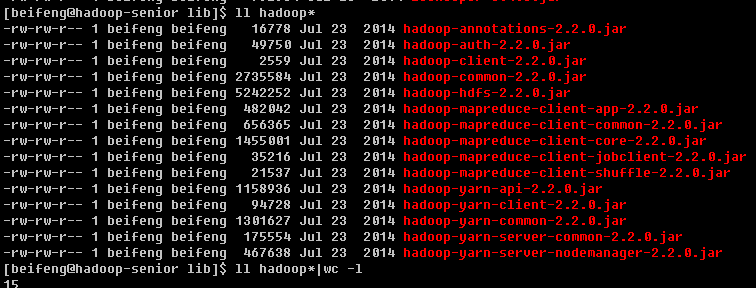 [beifeng@hadoop-senior lib]$ ll hadoop*
-rw-rw-r-- 1 beifeng beifeng   16778 Jul 23  2014 hadoop-annotations-2.2.0.jar
-rw-rw-r-- 1 beifeng beifeng   49750 Jul 23  2014 hadoop-auth-2.2.0.jar
-rw-rw-r-- 1 beifeng beifeng    2559 Jul 23  2014 hadoop-client-2.2.0.jar
-rw-rw-r-- 1 beifeng beifeng 2735584 Jul 23  2014 hadoop-common-2.2.0.jar
-rw-rw-r-- 1 beifeng beifeng 5242252 Jul 23  2014 hadoop-hdfs-2.2.0.jar
-rw-rw-r-- 1 beifeng beifeng  482042 Jul 23  2014 hadoop-mapreduce-client-app-2.2.0.jar
-rw-rw-r-- 1 beifeng beifeng  656365 Jul 23  2014 hadoop-mapreduce-client-common-2.2.0.jar
-rw-rw-r-- 1 beifeng beifeng 1455001 Jul 23  2014 hadoop-mapreduce-client-core-2.2.0.jar
-rw-rw-r-- 1 beifeng beifeng   35216 Jul 23  2014 hadoop-mapreduce-client-jobclient-2.2.0.jar
-rw-rw-r-- 1 beifeng beifeng   21537 Jul 23  2014 hadoop-mapreduce-client-shuffle-2.2.0.jar
-rw-rw-r-- 1 beifeng beifeng 1158936 Jul 23  2014 hadoop-yarn-api-2.2.0.jar
-rw-rw-r-- 1 beifeng beifeng   94728 Jul 23  2014 hadoop-yarn-client-2.2.0.jar
-rw-rw-r-- 1 beifeng beifeng 1301627 Jul 23  2014 hadoop-yarn-common-2.2.0.jar
-rw-rw-r-- 1 beifeng beifeng  175554 Jul 23  2014 hadoop-yarn-server-common-2.2.0.jar
-rw-rw-r-- 1 beifeng beifeng  467638 Jul 23  2014 hadoop-yarn-server-nodemanager-2.2.0.jar
[beifeng@hadoop-senior lib]$ ll hadoop*|wc -l
15